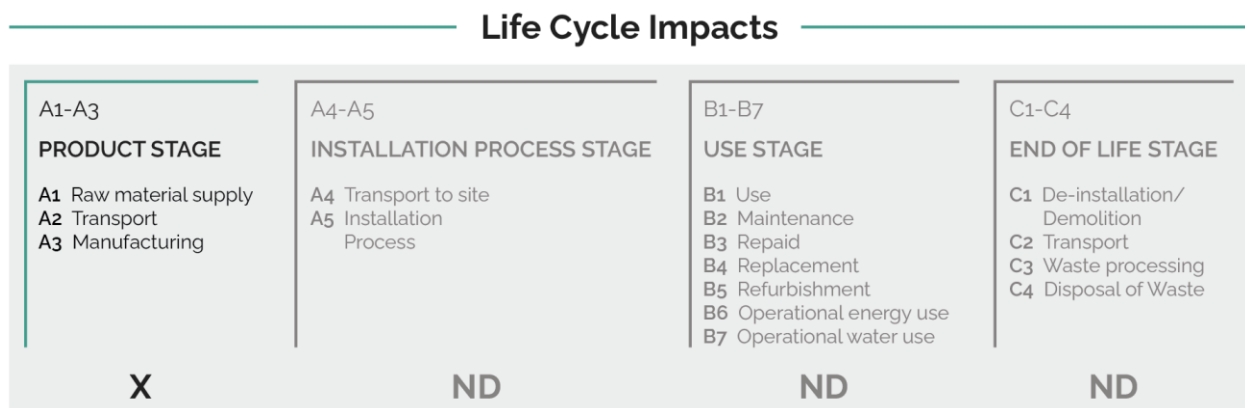 Life Cycle Impacts
A1-A3
PRODUCT STAGE
A1 Raw material supply
A2 Transport
A3 Manufacturing
X
A4-A5
INSTALLATION PROCESS STAGE
A4 Transport to site
A5 Installation
Process
ND
B1-B7
USE STAGE
B1 Use
B2 Maintenance
B3 Repaid
B4 Replacement
B5 Refurbishment
B6 Operational energy use
B7 Operational water use
ND
C1-C4
END OF LIFE STAGE
C1 De-installation/
Demolition
C2 Transport
C3 Waste processing
C4 Disposal of Waste
ND